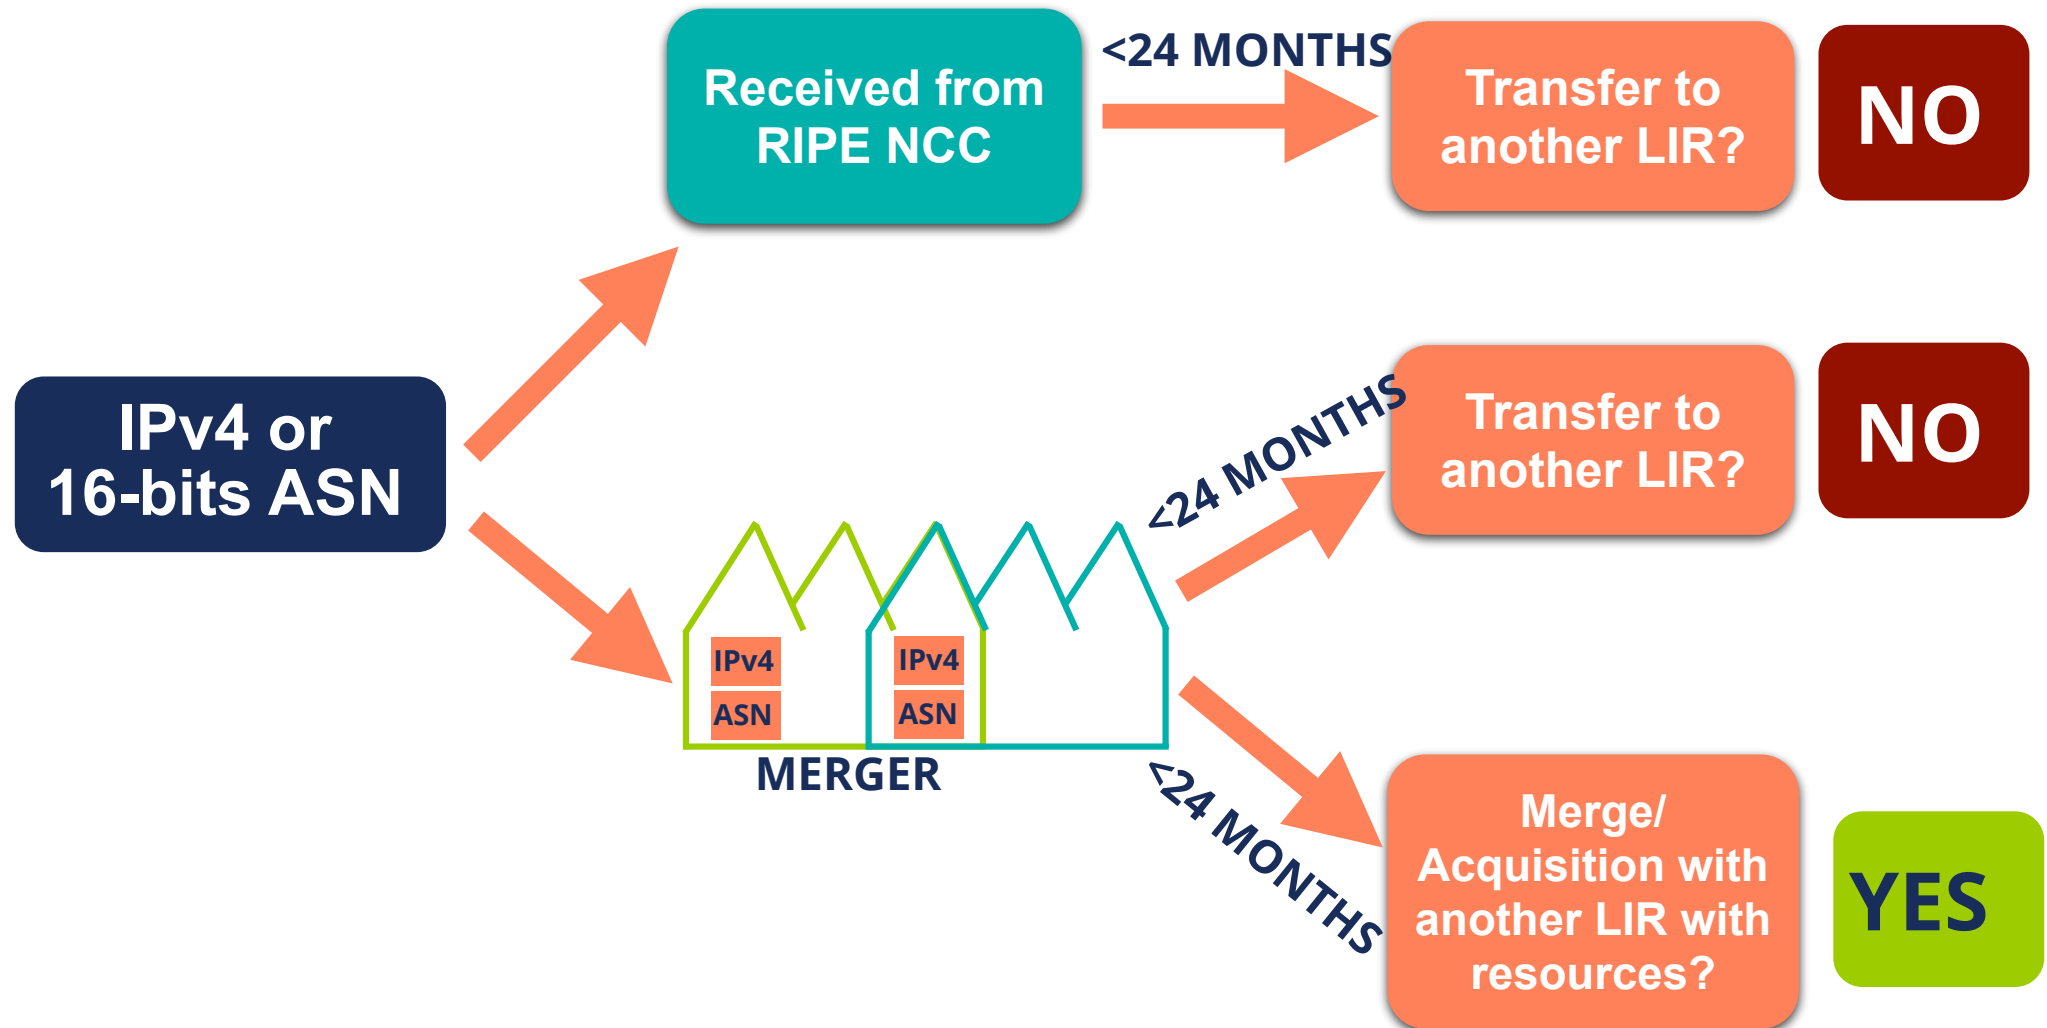 Received from
RIPE NCC
<24 MONTHS
Transfer to
another LIR?
NO
IPv4 or
16-bits ASN
<24 MONTHS
Transfer to
another LIR?
NO
IPv4
ASN
IPv4
ASN
MERGER
<24 MONTHS
Merge/
Acquisition with
another LIR with
resources?
YES